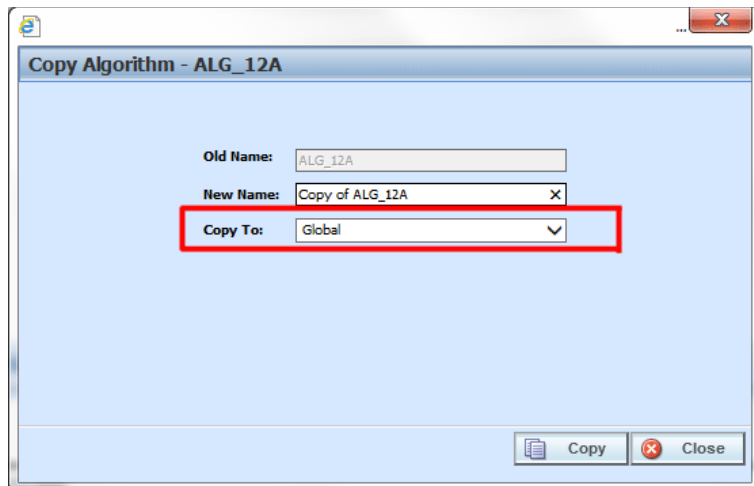 ...
Copy Algorithm - ALG_12A
Old Name: ALG_12A
New Name: Copy of ALG_12A
Copy To: Global
Copy Close